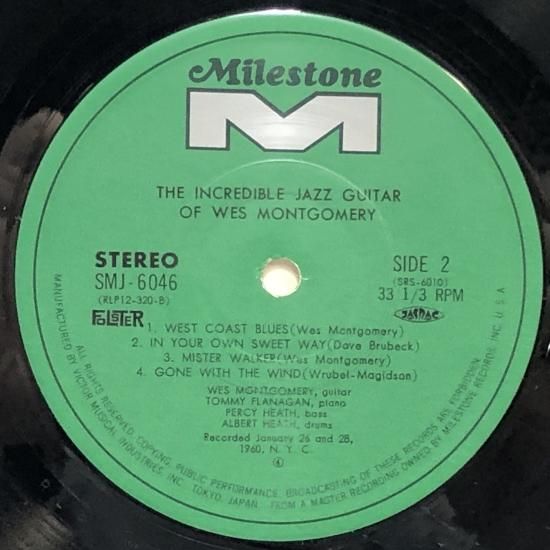 Milestone
M
THE INCREDIBLE JAZZ GUITAR
OF WES MONTGOMERY
STEREO
SMJ-6046
(RLP12-320-B)
SIDE 2
(SRS-6010)
33 1/3 RPM
JASRAC
1. WEST COAST BLUES(Wes Montgomery)
2. IN YOUR OWN SWEET WAY(Dave Brubeck)
3. MISTER WALKER(Wes Montgomery)
4. GONE WITH THE WIND(Wrubel-Magidson)
WES MONTGOMERY, guitar
TOMMY FLANAGAN, piano
PERCY HEATH, bass
ALBERT HEATH, drums
Recorded January 26 and 28,
1960, N. Y. C.
4
ALL RIGHTS RESERVED. COPYING, PUBLIC PERFORMANCE, BROADCASTING OF THESE RECORDS ARE FORBIDDEN.
MANUFACTURED BY VICTOR MUSICAL INDUSTRIES, INC. TOKYO, JAPAN. FROM A MASTER RECORDING OWNED BY MILESTONE RECORDS, INC. U. S. A.